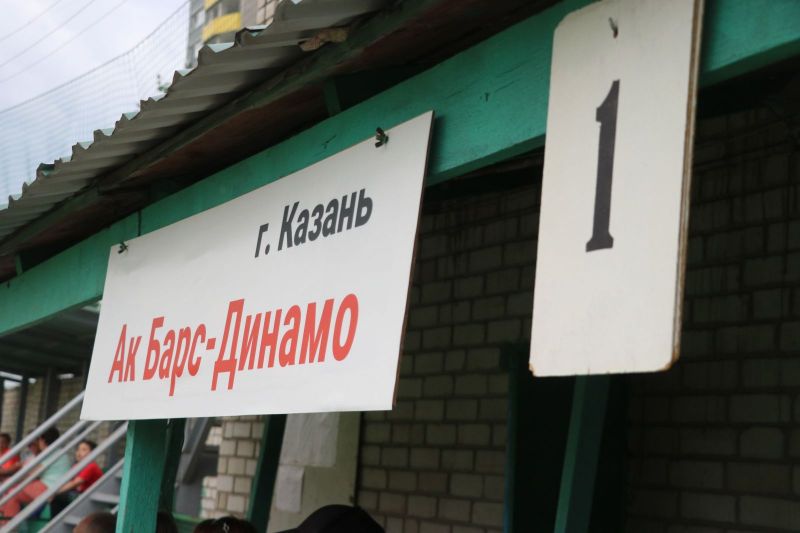 г. Казань
Ак Барс-Динамо
1